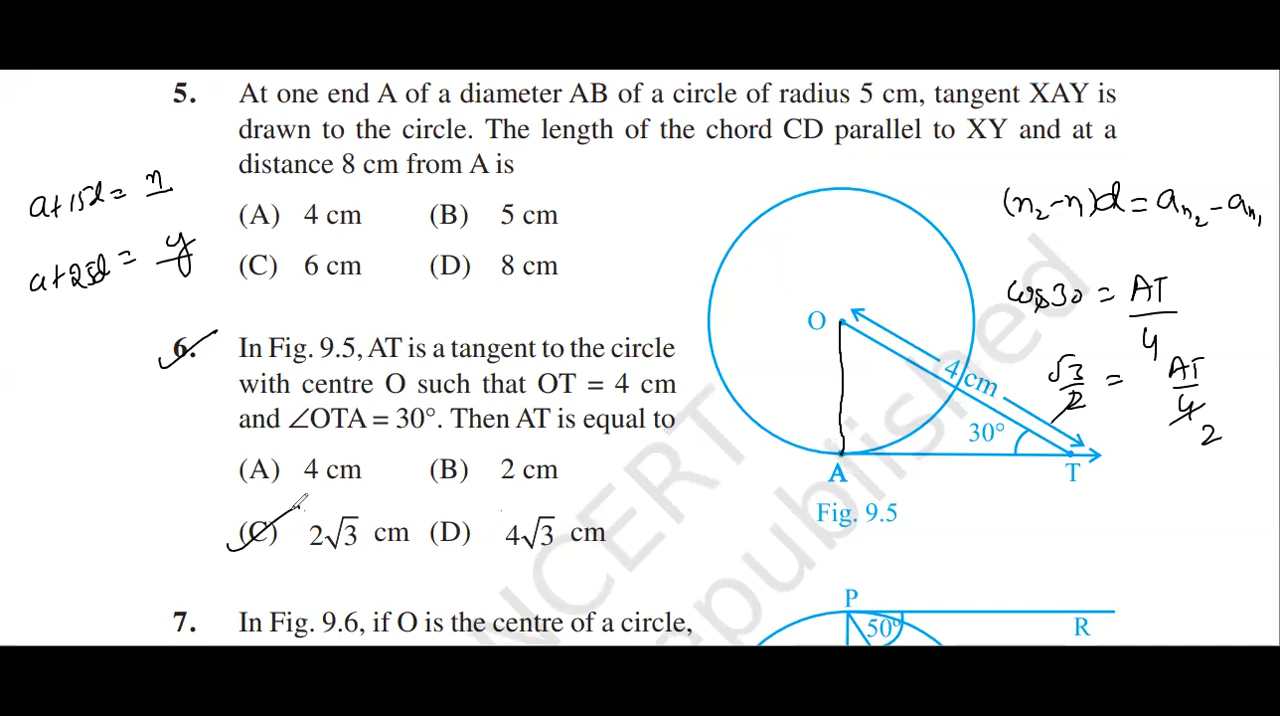 5. At one end A of a diameter AB of a circle of radius 5 cm, tangent XAY is
drawn to the circle. The length of the chord CD parallel to XY and at a
distance 8 cm from A is
(A) 4 cm (B) 5 cm
(C) 6 cm (D) 8 cm
a+15d = n
a+25d = y
(n₂-n)d = aₙ₂ - aₙ₁
6. In Fig. 9.5, AT is a tangent to the circle
with centre O such that OT = 4 cm
and ∠OTA = 30°. Then AT is equal to
(A) 4 cm (B) 2 cm
(C) 2√3 cm (D) 4√3 cm
O
4 cm
30°
A
T
Fig. 9.5
cos30 = AT/4
√3/2 = AT/4
2
7. In Fig. 9.6, if O is the centre of a circle,
P
50°
R
NCERT
republished